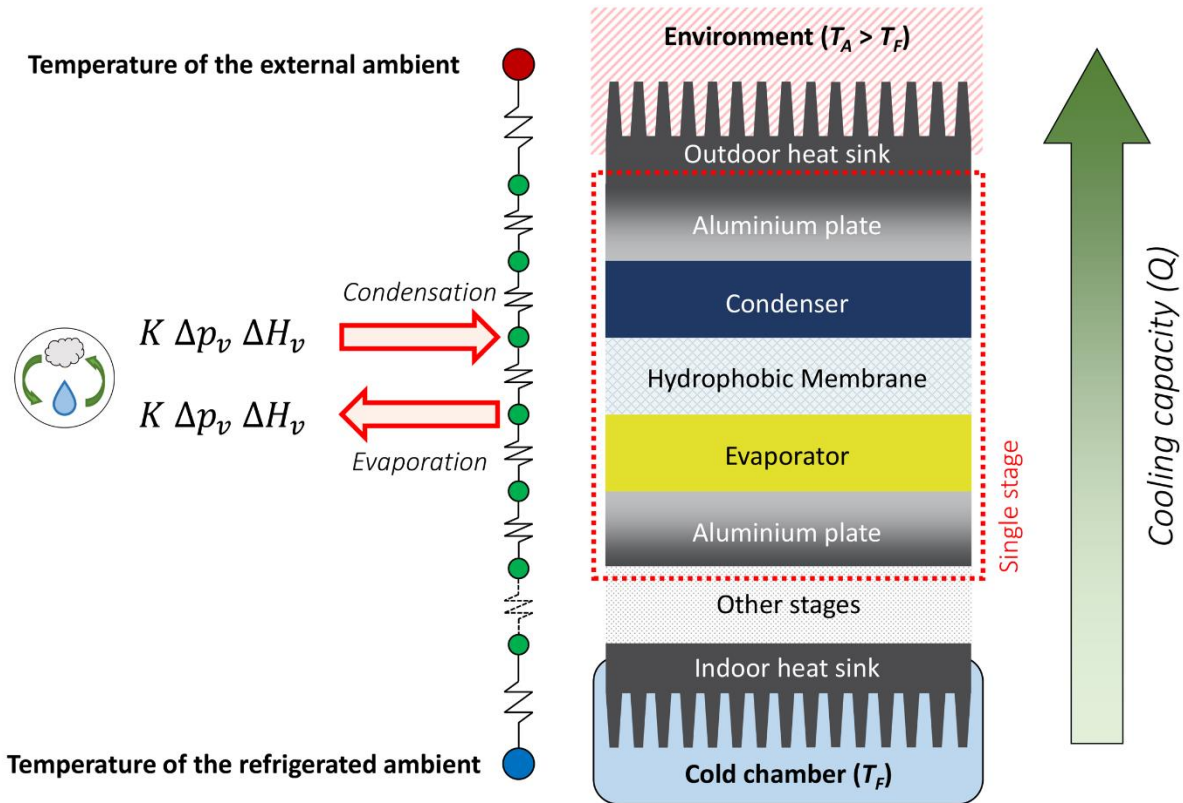 Environment (T_A > T_F)
Temperature of the external ambient
Outdoor heat sink
Aluminium plate
Condensation
Condenser
K Δp_v ΔH_v
Hydrophobic Membrane
K Δp_v ΔH_v
Evaporation
Evaporator
Aluminium plate
Single stage
Other stages
Indoor heat sink
Temperature of the refrigerated ambient
Cold chamber (T_F)
Cooling capacity (Q)